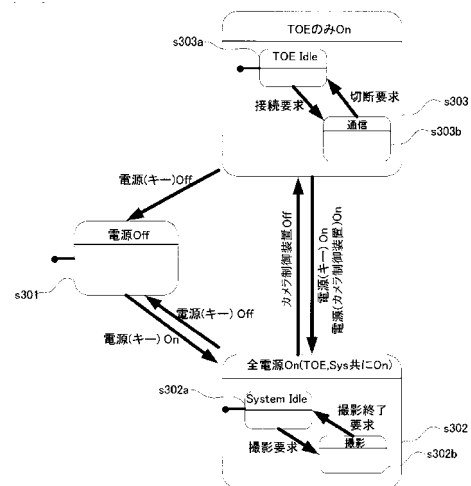 TOEのみOn
s303a
TOE Idle
切断要求
接続要求
s303
通信
s303b
電源(キー)Off
電源Off
カメラ制御装置Off
電源(キー) On
電源(カメラ制御装置)On
s301
電源(キー) Off
電源(キー) On
全電源On(TOE,Sys共にOn)
s302a
System Idle
撮影終了
要求
s302
撮影要求
撮影
s302b